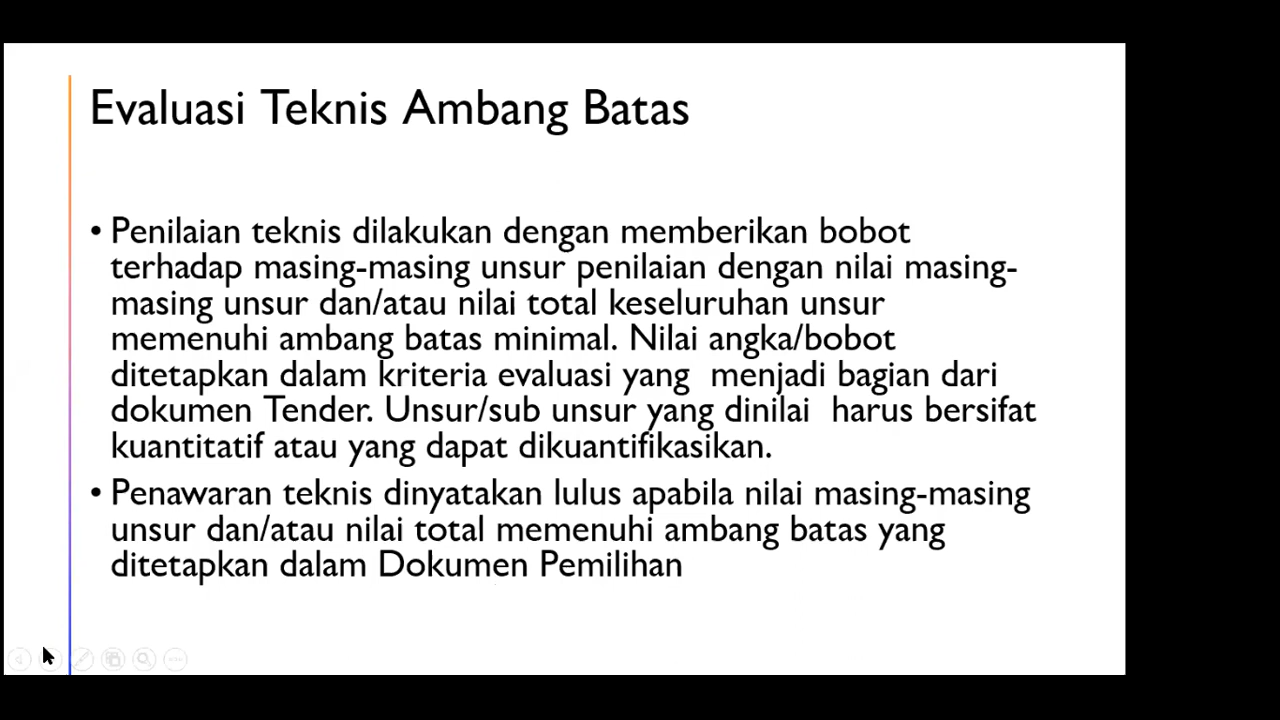 Evaluasi Teknis Ambang Batas
• Penilaian teknis dilakukan dengan memberikan bobot
terhadap masing-masing unsur penilaian dengan nilai masing-
masing unsur dan/atau nilai total keseluruhan unsur
memenuhi ambang batas minimal. Nilai angka/bobot
ditetapkan dalam kriteria evaluasi yang  menjadi bagian dari
dokumen Tender. Unsur/sub unsur yang dinilai  harus bersifat
kuantitatif atau yang dapat dikuantifikasikan.
• Penawaran teknis dinyatakan lulus apabila nilai masing-masing
unsur dan/atau nilai total memenuhi ambang batas yang
ditetapkan dalam Dokumen Pemilihan